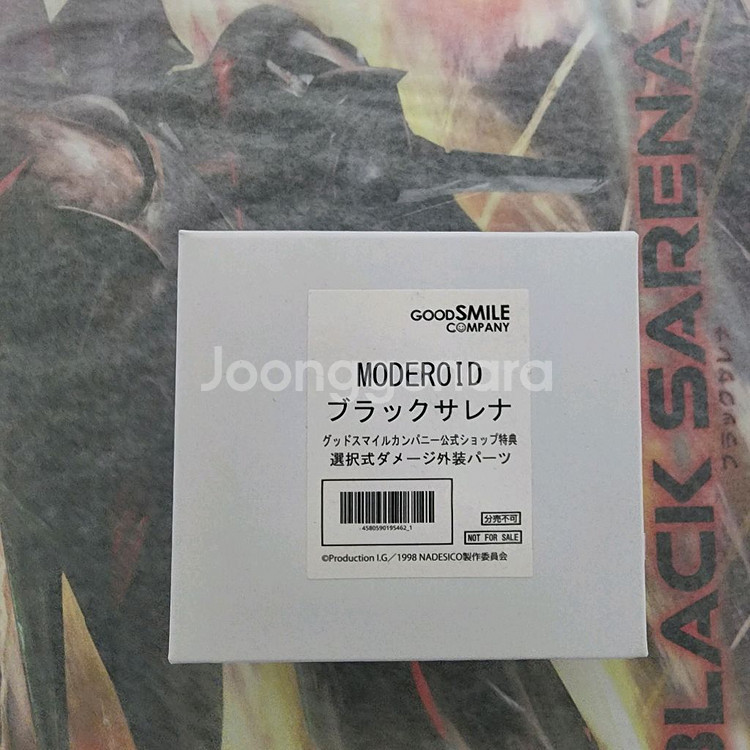 GOODSMILE
COMPANY
MODEROID
ブラックサレナ
グッドスマイルカンパニー公式ショップ特典
選択式ダメージ外装パーツ
4580590195462_1
分売不可
NOT FOR SALE
©Production I.G／1998 NADESICO製作委員会
BLACK SARENA
ブラックサレナ
Joonggonara